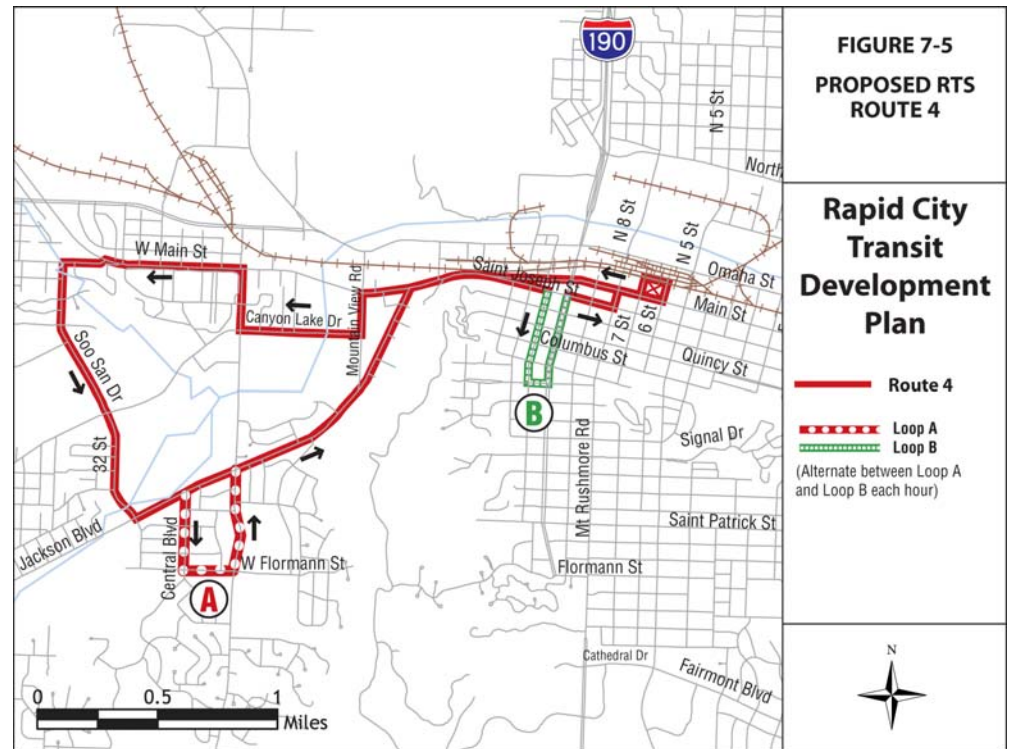 FIGURE 7-5
PROPOSED RTS
ROUTE 4
Rapid City
Transit
Development
Plan
Route 4
Loop A
Loop B
(Alternate between Loop A
and Loop B each hour)
N
190
N 5 St
North
N 8 St
N 5 St
W Main St
Mountain View Rd
Saint Joseph St
Omaha St
Main St
Canyon Lake Dr
7 St
6 St
Columbus St
Quincy St
Soo San Dr
B
Signal Dr
32 St
Mt Rushmore Rd
Saint Patrick St
Jackson Blvd
Central Blvd
W Flormann St
Flormann St
A
Cathedral Dr
Fairmont Blvd
0 0.5 1
Miles